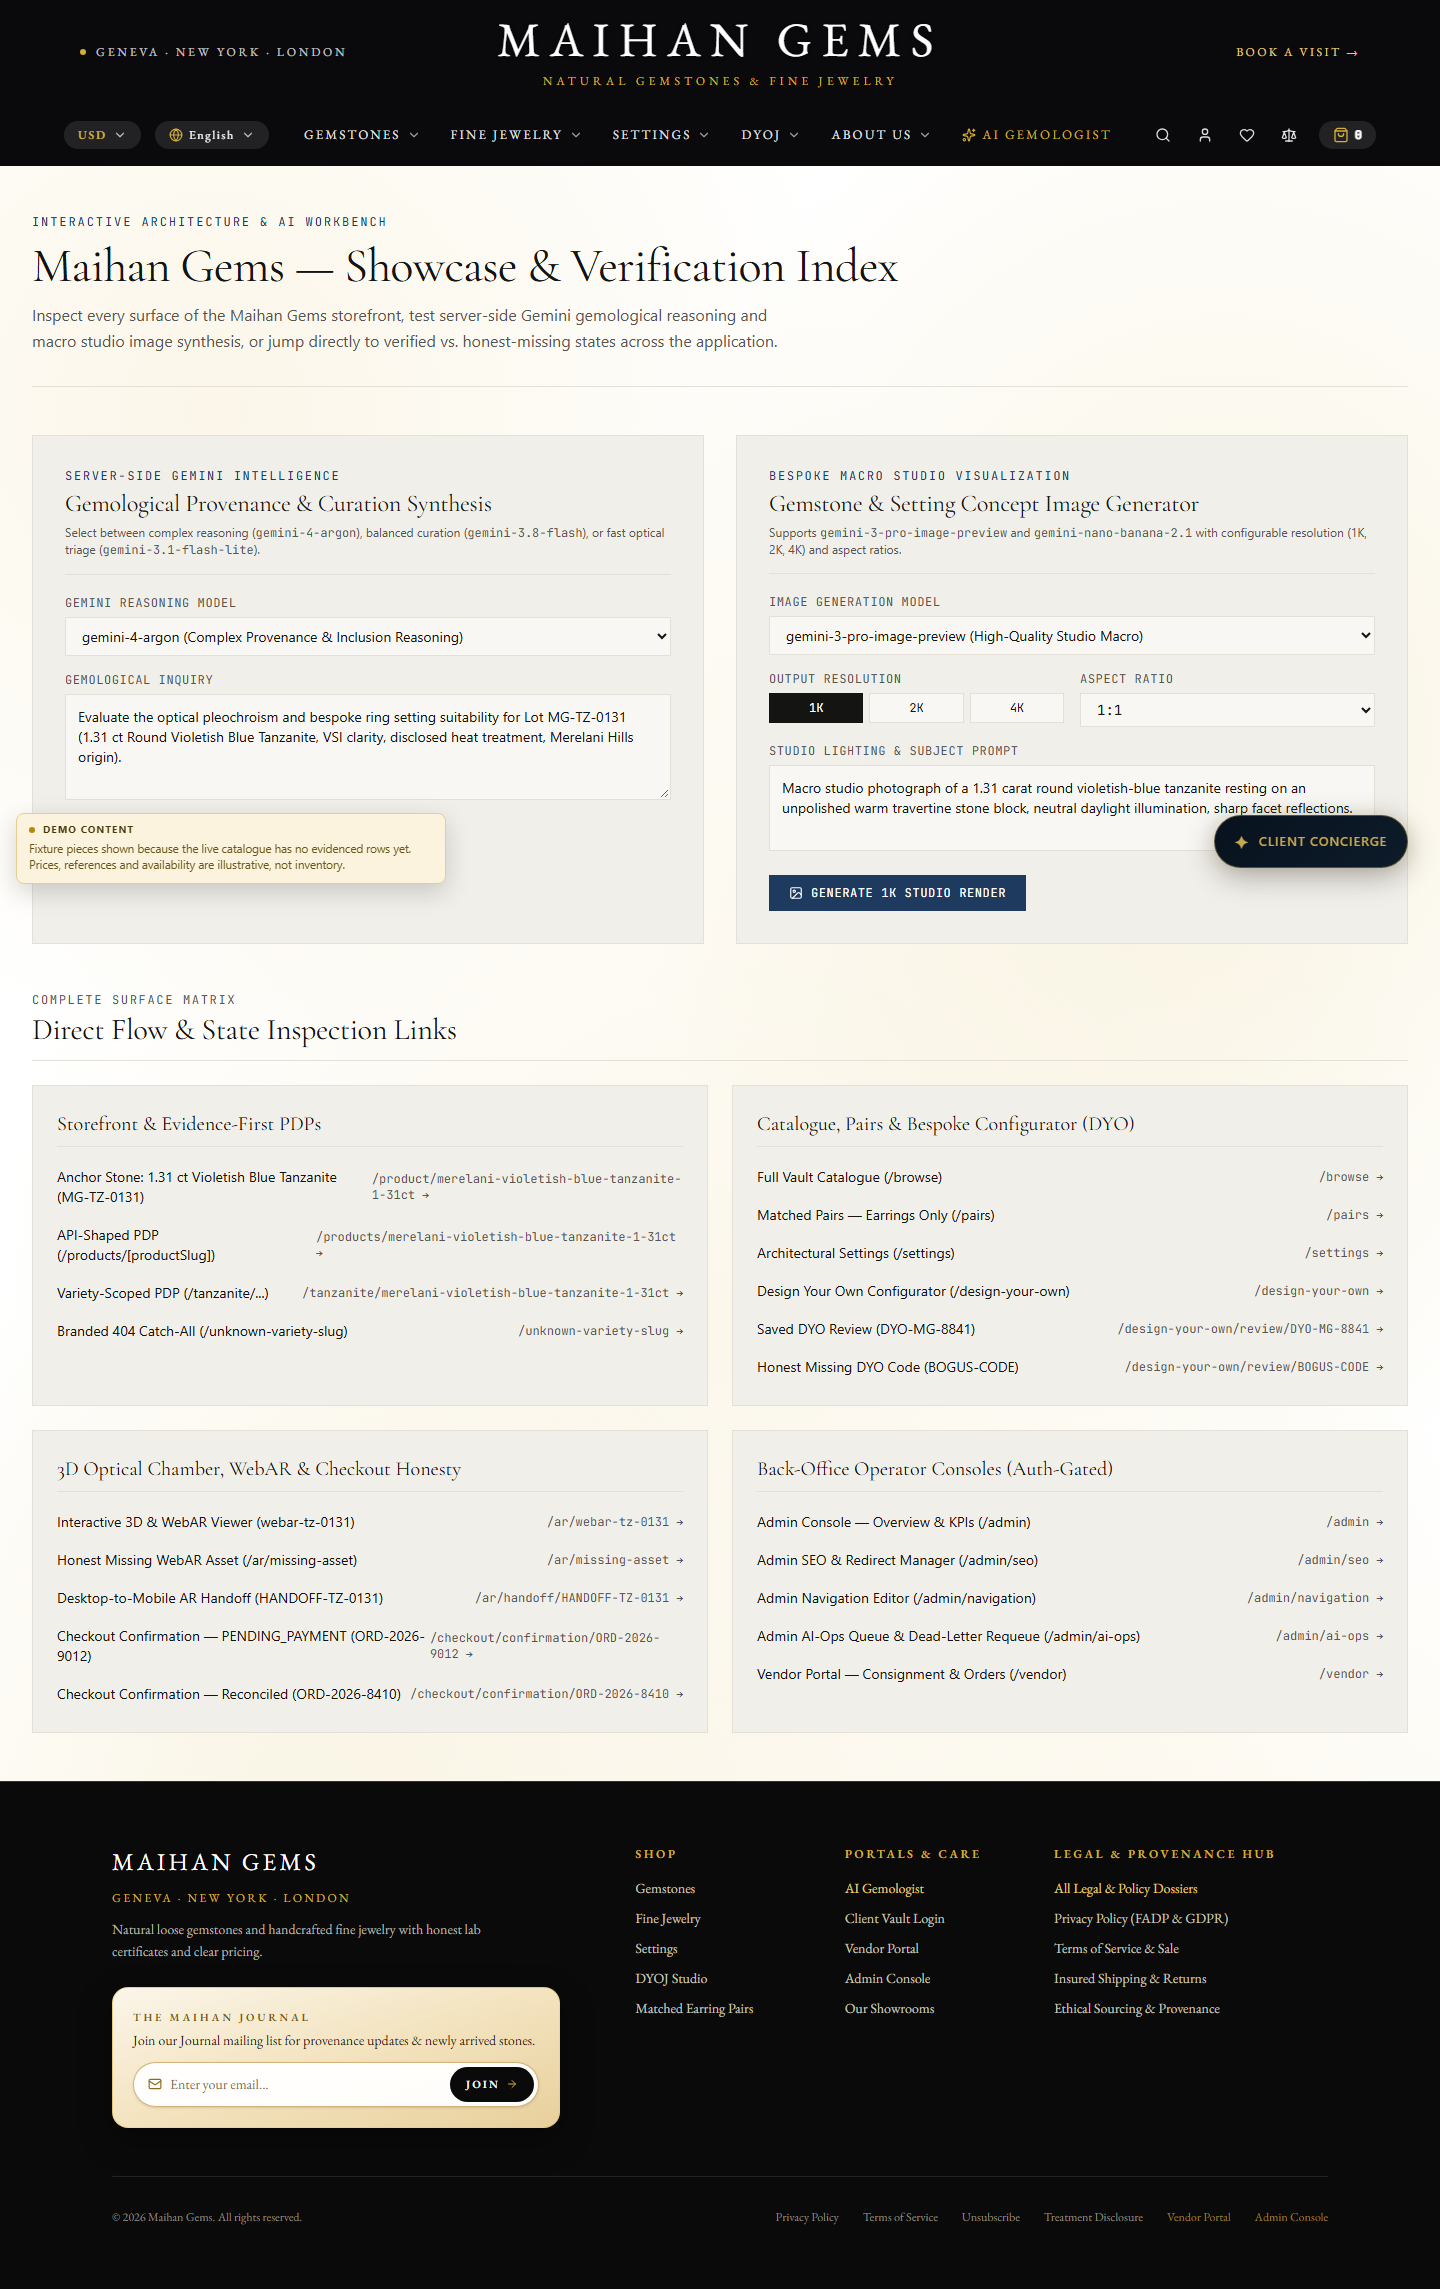 GENEVA · NEW YORK · LONDON
MAIHAN GEMS
NATURAL GEMSTONES & FINE JEWELRY
BOOK A VISIT →
USD
English
GEMSTONES
FINE JEWELRY
SETTINGS
DYOJ
ABOUT US
AI GEMOLOGIST
0
INTERACTIVE ARCHITECTURE & AI WORKBENCH
Maihan Gems — Showcase & Verification Index
Inspect every surface of the Maihan Gems storefront, test server-side Gemini gemological reasoning and
macro studio image synthesis, or jump directly to verified vs. honest-missing states across the application.
SERVER-SIDE GEMINI INTELLIGENCE
Gemological Provenance & Curation Synthesis
Select between complex reasoning (gemini-4-argon), balanced curation (gemini-3.8-flash), or fast optical
triage (gemini-3.1-flash-lite).
GEMINI REASONING MODEL
gemini-4-argon (Complex Provenance & Inclusion Reasoning)
GEMOLOGICAL INQUIRY
Evaluate the optical pleochroism and bespoke ring setting suitability for Lot MG-TZ-0131
(1.31 ct Round Violetish Blue Tanzanite, VSI clarity, disclosed heat treatment, Merelani Hills
origin).
DEMO CONTENT
Fixture pieces shown because the live catalogue has no evidenced rows yet.
Prices, references and availability are illustrative, not inventory.
BESPOKE MACRO STUDIO VISUALIZATION
Gemstone & Setting Concept Image Generator
Supports gemini-3-pro-image-preview and gemini-nano-banana-2.1 with configurable resolution (1K,
2K, 4K) and aspect ratios.
IMAGE GENERATION MODEL
gemini-3-pro-image-preview (High-Quality Studio Macro)
OUTPUT RESOLUTION
1K
2K
4K
ASPECT RATIO
1:1
STUDIO LIGHTING & SUBJECT PROMPT
Macro studio photograph of a 1.31 carat round violetish-blue tanzanite resting on an
unpolished warm travertine stone block, neutral daylight illumination, sharp facet reflections.
CLIENT CONCIERGE
GENERATE 1K STUDIO RENDER
COMPLETE SURFACE MATRIX
Direct Flow & State Inspection Links
Storefront & Evidence-First PDPs
Anchor Stone: 1.31 ct Violetish Blue Tanzanite
(MG-TZ-0131)
/product/merelani-violetish-blue-tanzanite-
1-31ct →
API-Shaped PDP
(/products/[productSlug])
/products/merelani-violetish-blue-tanzanite-1-31ct
→
Variety-Scoped PDP (/tanzanite/...)
/tanzanite/merelani-violetish-blue-tanzanite-1-31ct →
Branded 404 Catch-All (/unknown-variety-slug)
/unknown-variety-slug →
Catalogue, Pairs & Bespoke Configurator (DYO)
Full Vault Catalogue (/browse)
/browse →
Matched Pairs — Earrings Only (/pairs)
/pairs →
Architectural Settings (/settings)
/settings →
Design Your Own Configurator (/design-your-own)
/design-your-own →
Saved DYO Review (DYO-MG-8841)
/design-your-own/review/DYO-MG-8841 →
Honest Missing DYO Code (BOGUS-CODE)
/design-your-own/review/BOGUS-CODE →
3D Optical Chamber, WebAR & Checkout Honesty
Interactive 3D & WebAR Viewer (webar-tz-0131)
/ar/webar-tz-0131 →
Honest Missing WebAR Asset (/ar/missing-asset)
/ar/missing-asset →
Desktop-to-Mobile AR Handoff (HANDOFF-TZ-0131)
/ar/handoff/HANDOFF-TZ-0131 →
Checkout Confirmation — PENDING_PAYMENT (ORD-2026-
9012)
/checkout/confirmation/ORD-2026-
9012 →
Checkout Confirmation — Reconciled (ORD-2026-8410)
/checkout/confirmation/ORD-2026-8410 →
Back-Office Operator Consoles (Auth-Gated)
Admin Console — Overview & KPIs (/admin)
/admin →
Admin SEO & Redirect Manager (/admin/seo)
/admin/seo →
Admin Navigation Editor (/admin/navigation)
/admin/navigation →
Admin AI-Ops Queue & Dead-Letter Requeue (/admin/ai-ops)
/admin/ai-ops →
Vendor Portal — Consignment & Orders (/vendor)
/vendor →
MAIHAN GEMS
GENEVA · NEW YORK · LONDON
Natural loose gemstones and handcrafted fine jewelry with honest lab
certificates and clear pricing.
THE MAIHAN JOURNAL
Join our Journal mailing list for provenance updates & newly arrived stones.
Enter your email...
JOIN →
SHOP
Gemstones
Fine Jewelry
Settings
DYOJ Studio
Matched Earring Pairs
PORTALS & CARE
AI Gemologist
Client Vault Login
Vendor Portal
Admin Console
Our Showrooms
LEGAL & PROVENANCE HUB
All Legal & Policy Dossiers
Privacy Policy (FADP & GDPR)
Terms of Service & Sale
Insured Shipping & Returns
Ethical Sourcing & Provenance
© 2026 Maihan Gems. All rights reserved.
Privacy Policy
Terms of Service
Unsubscribe
Treatment Disclosure
Vendor Portal
Admin Console